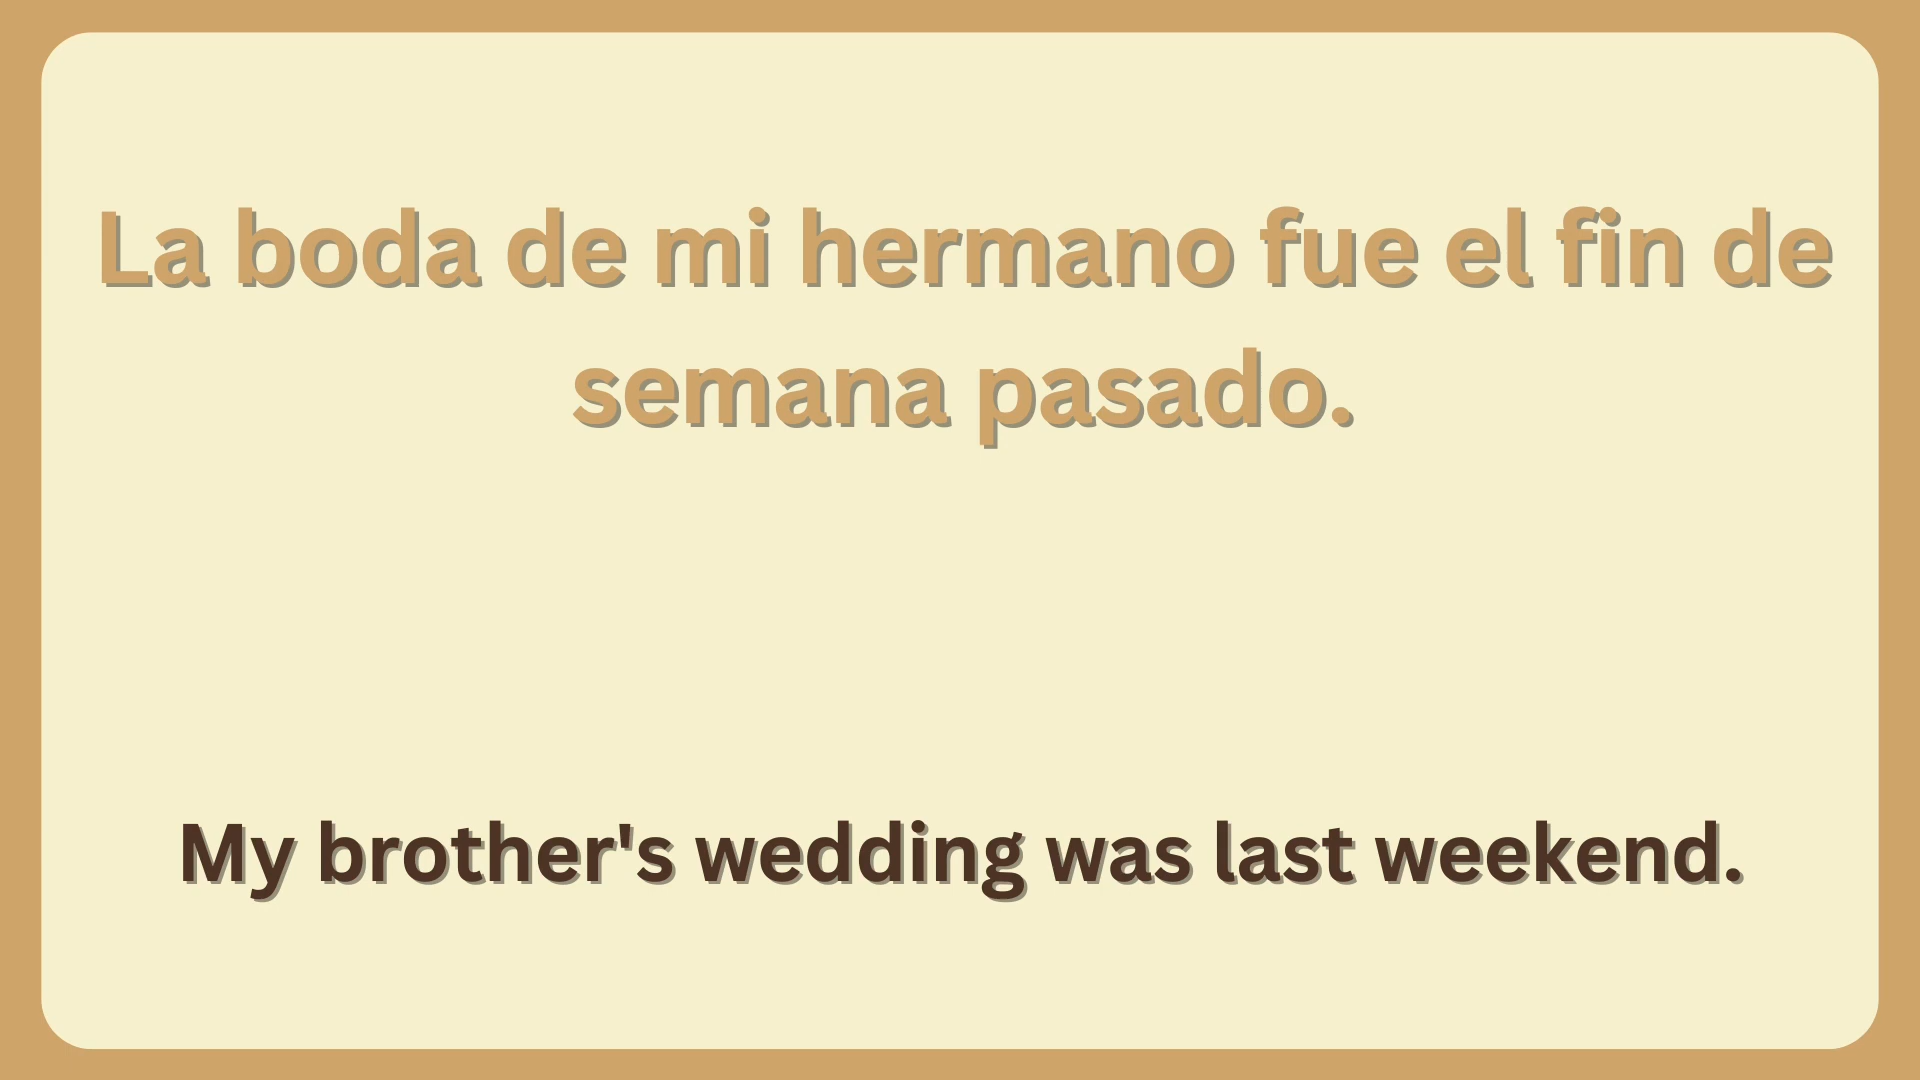 La boda de mi hermano fue el fin de
semana pasado.
My brother's wedding was last weekend.